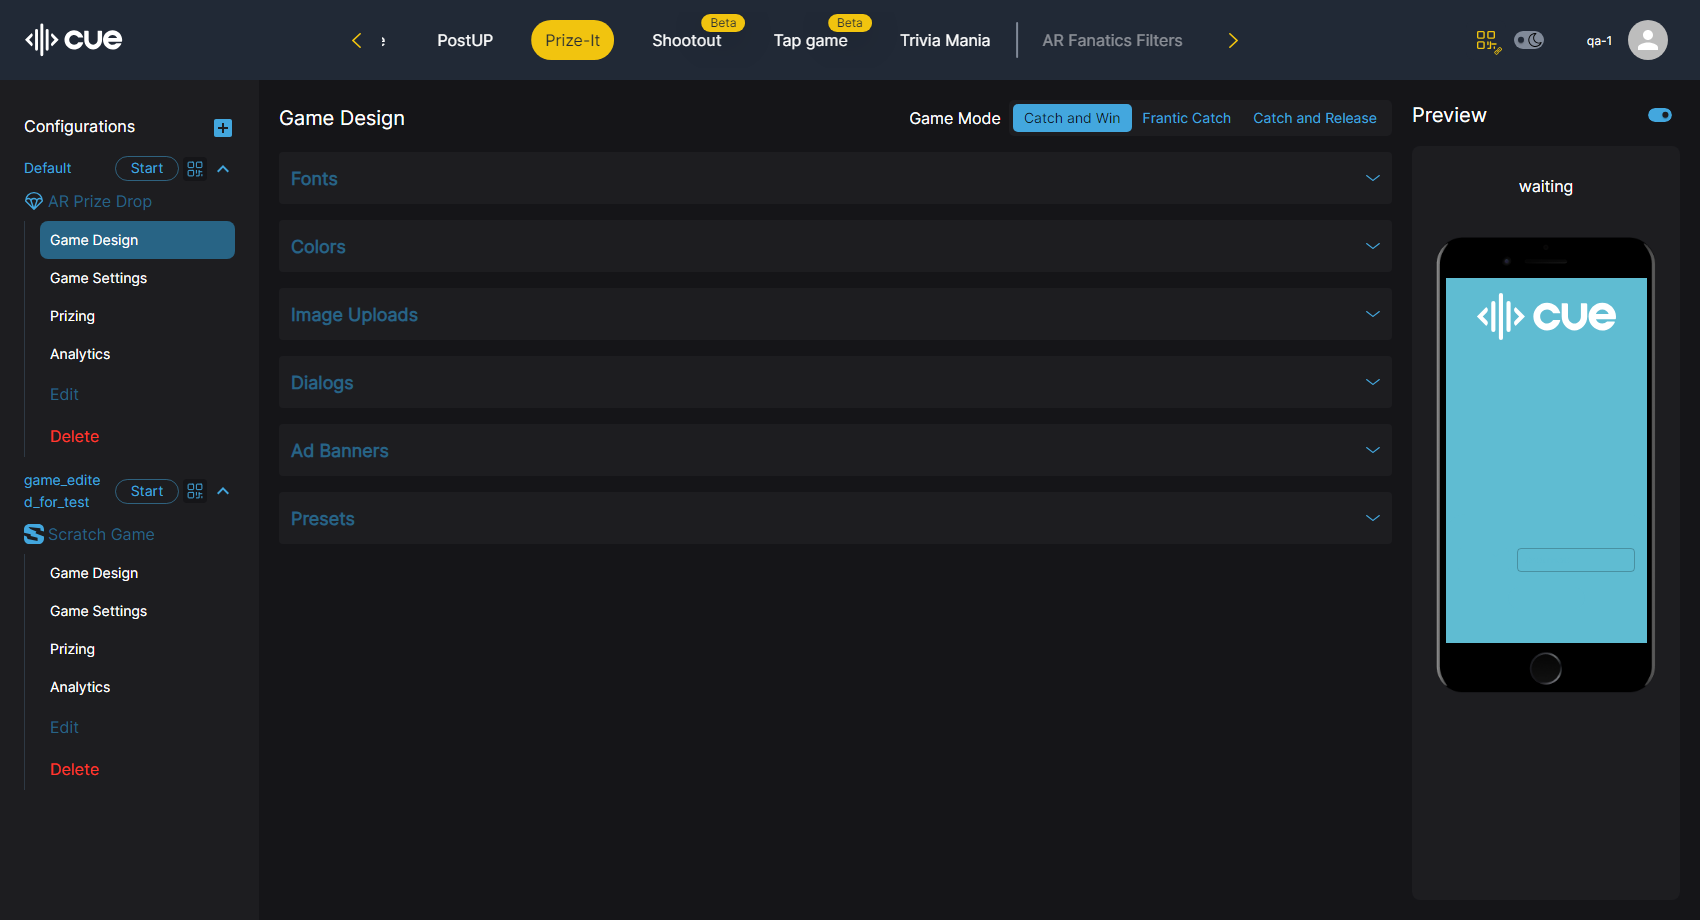 cue
PostUP
Prize-It
Shootout
Beta
Tap game
Beta
Trivia Mania
AR Fanatics Filters
qa-1
Configurations
Default
Start
AR Prize Drop
Game Design
Game Settings
Prizing
Analytics
Edit
Delete
game_edite
d_for_test
Start
Scratch Game
Game Design
Game Settings
Prizing
Analytics
Edit
Delete
Game Design
Game Mode
Catch and Win
Frantic Catch
Catch and Release
Fonts
Colors
Image Uploads
Dialogs
Ad Banners
Presets
Preview
waiting
cue